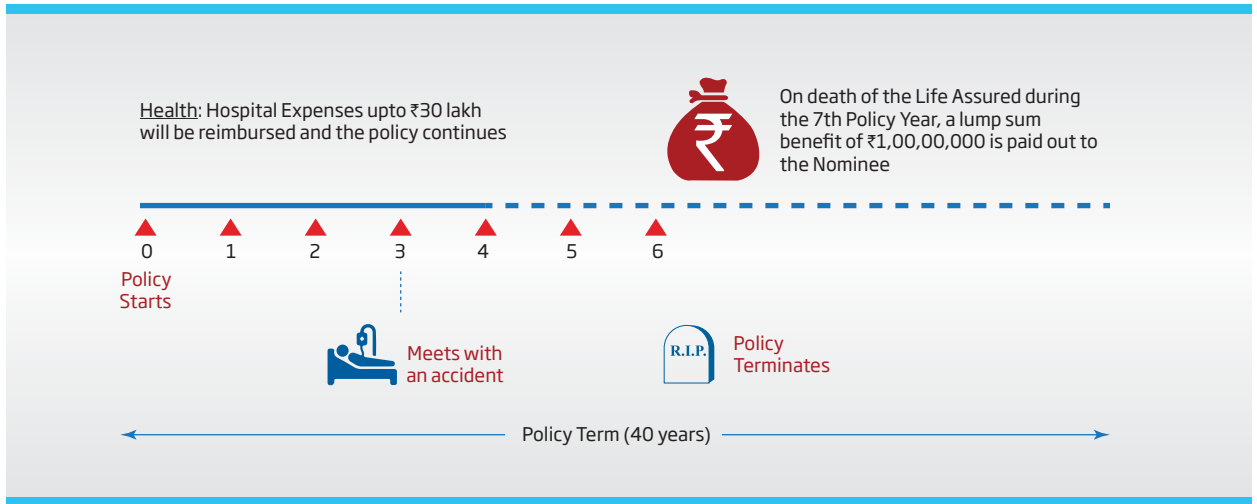 Health: Hospital Expenses upto ₹30 lakh
will be reimbursed and the policy continues
₹
On death of the Life Assured during
the 7th Policy Year, a lump sum
benefit of ₹1,00,00,000 is paid out to
the Nominee
0 1 2 3 4 5 6
Policy
Starts
Meets with
an accident
R.I.P.
Policy
Terminates
Policy Term (40 years)